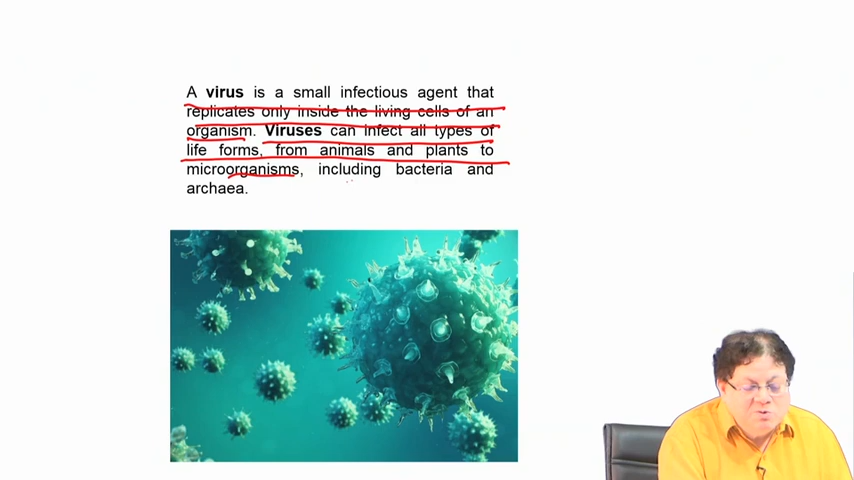 A virus is a small infectious agent that
replicates only inside the living cells of an
organism. Viruses can infect all types of
life forms, from animals and plants to
microorganisms, including bacteria and
archaea.